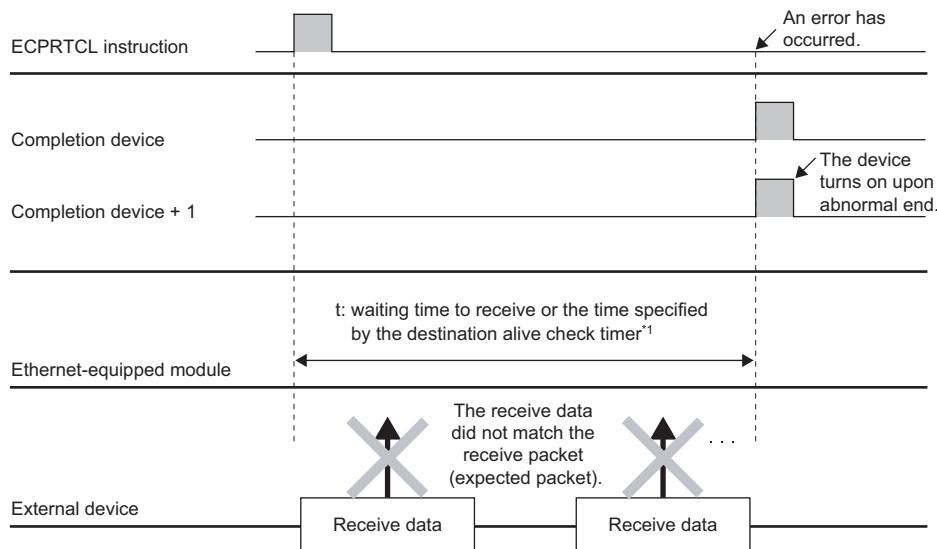 ECPRTCL instruction
An error has
occurred.
Completion device
The device
turns on upon
abnormal end.
Completion device + 1
t: waiting time to receive or the time specified
by the destination alive check timer*1
Ethernet-equipped module
The receive data
did not match the
receive packet
(expected packet).
. . .
External device
Receive data
Receive data